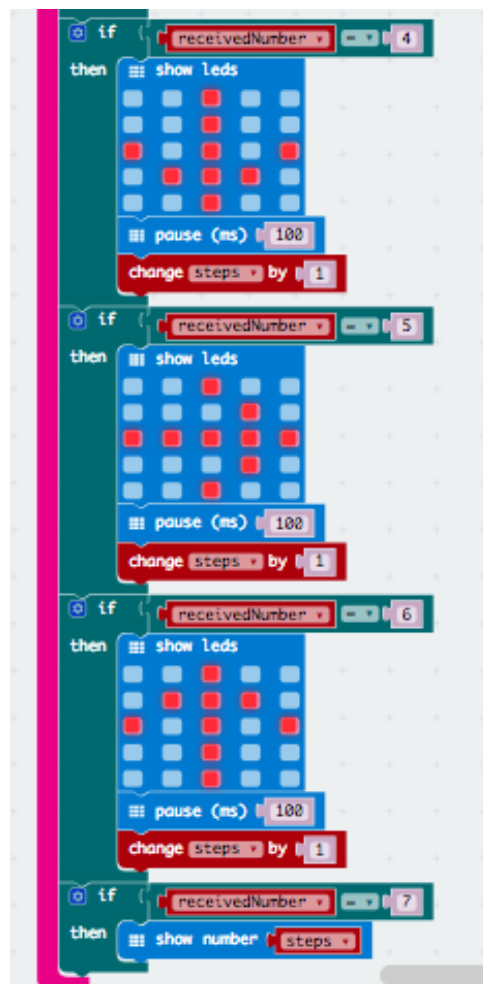 if receivedNumber = 4
then show leds
pause (ms) 100
change steps by 1
if receivedNumber = 5
then show leds
pause (ms) 100
change steps by 1
if receivedNumber = 6
then show leds
pause (ms) 100
change steps by 1
if receivedNumber = 7
then show number steps